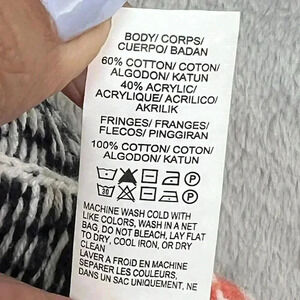 BODY/ CORPS/
CUERPO/ BADAN
60% COTTON/ COTON/
ALGODON/ KATUN
40% ACRYLIC/
ACRYLIQUE/ ACRILICO/
AKRILIK
FRINGES/ FRANGES/
FLECOS/ PINGGIRAN
100% COTTON/ COTON/
ALGODON/ KATUN
30
P
MACHINE WASH COLD WITH
LIKE COLORS, WASH IN A NET
BAG, DO NOT BLEACH, LAY FLAT
TO DRY, COOL IRON, OR DRY
CLEAN
LAVER A FROID EN MACHINE
SEPARER LES COULEURS,
DANS UN SAC UNIQUEMENT, NE